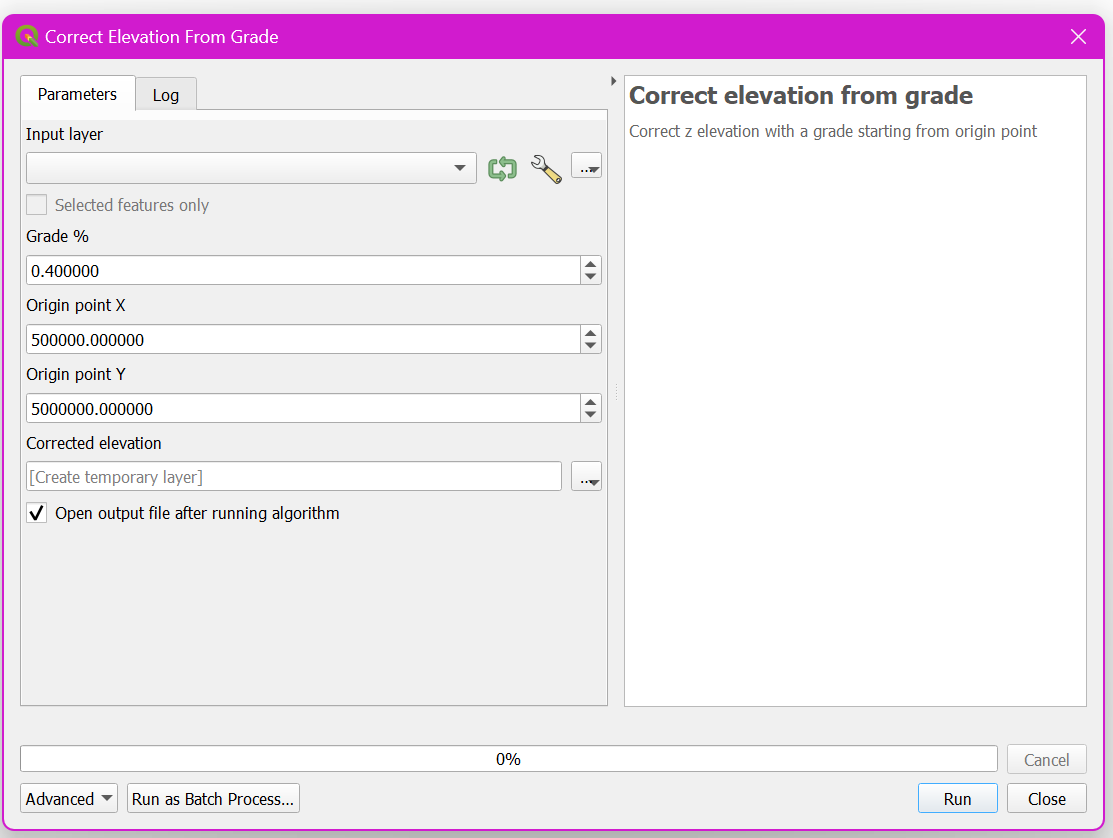 Correct Elevation From Grade
Parameters
Log
Input layer
...
Selected features only
Grade %
0.400000
Origin point X
500000.000000
Origin point Y
5000000.000000
Corrected elevation
[Create temporary layer]
...
Open output file after running algorithm
Correct elevation from grade
Correct z elevation with a grade starting from origin point
0%
Cancel
Advanced
Run as Batch Process...
Run
Close